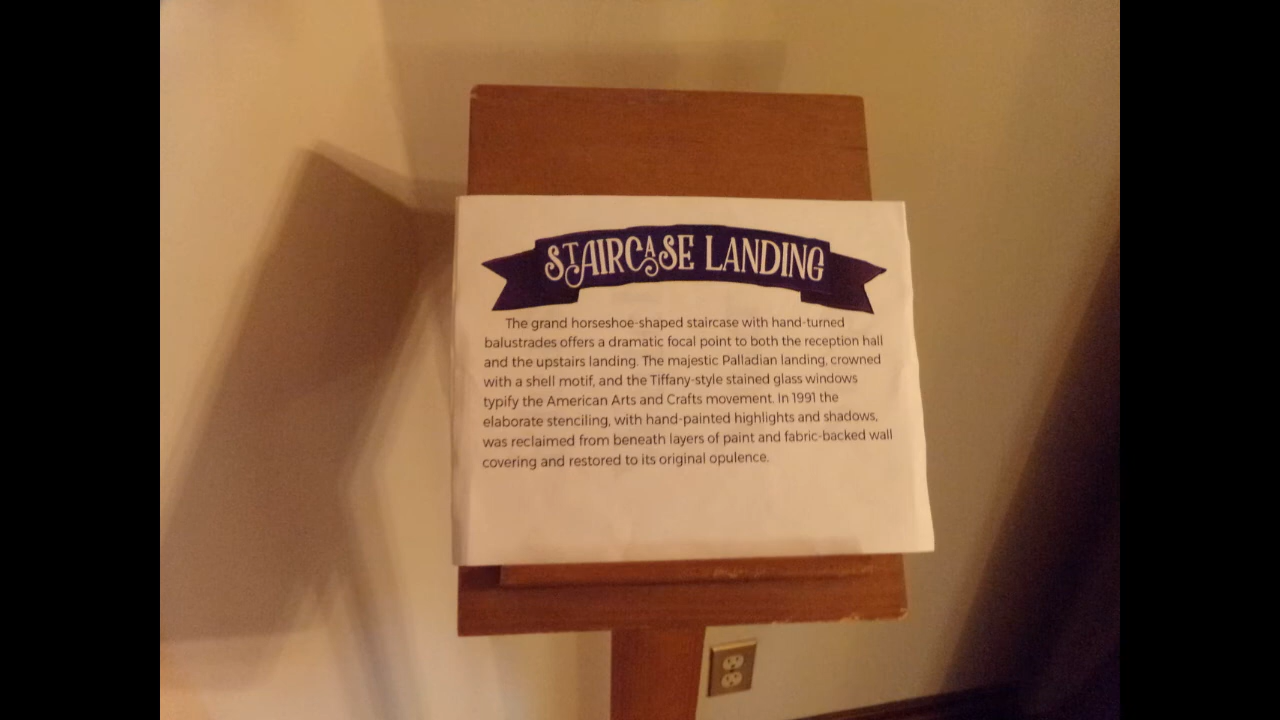 STAIRCASE LANDING
The grand horseshoe-shaped staircase with hand-turned
balustrades offers a dramatic focal point to both the reception hall
and the upstairs landing. The majestic Palladian landing, crowned
with a shell motif, and the Tiffany-style stained glass windows
typify the American Arts and Crafts movement. In 1991 the
elaborate stenciling, with hand-painted highlights and shadows,
was reclaimed from beneath layers of paint and fabric-backed wall
covering and restored to its original opulence.